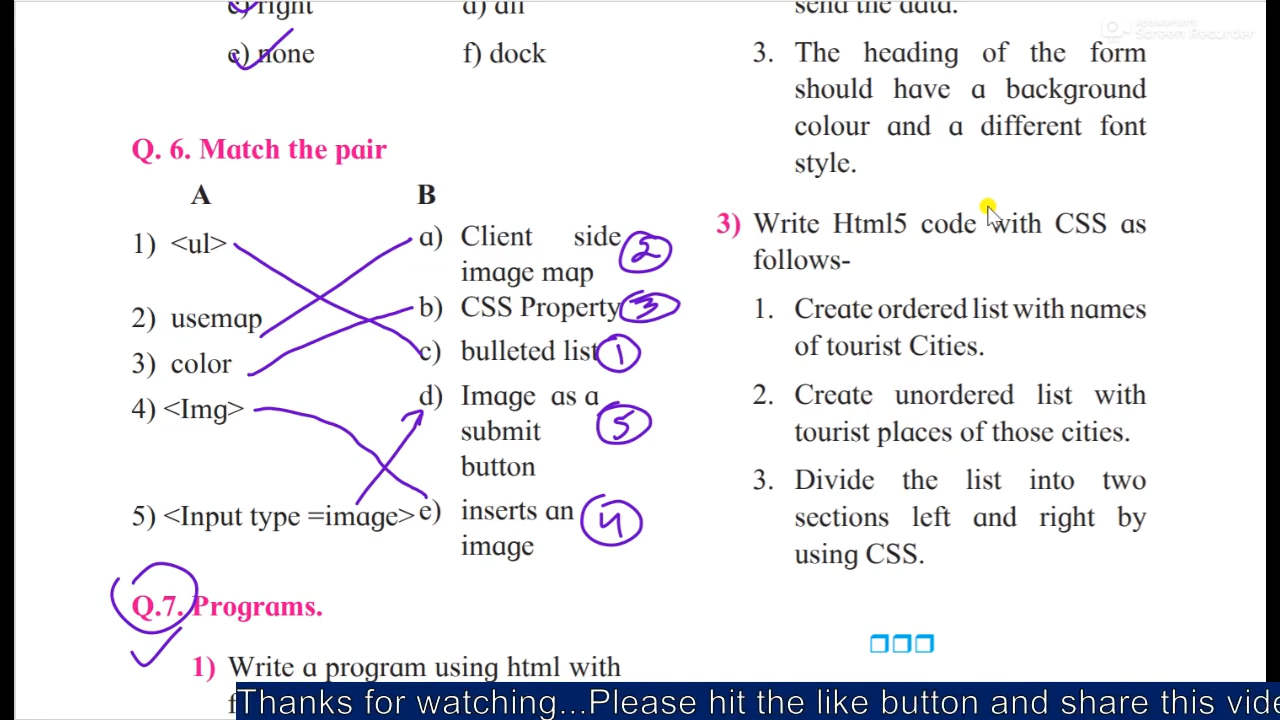 c) right
d) all
e) none
f) dock
Q. 6. Match the pair
A
B
1) <ul>
a) Client side
image map
2
2) usemap
b) CSS Property
3
3) color
c) bulleted list
1
4) <Img>
d) Image as a
submit
button
5
5) <Input type =image>
e) inserts an
image
4
Q.7. Programs.
1) Write a program using html with
send the data.
3. The heading of the form
should have a background
colour and a different font
style.
3) Write Html5 code with CSS as
follows-
1. Create ordered list with names
of tourist Cities.
2. Create unordered list with
tourist places of those cities.
3. Divide the list into two
sections left and right by
using CSS.
Apowersoft
Screen Recorder
Thanks for watching...Please hit the like button and share this vide